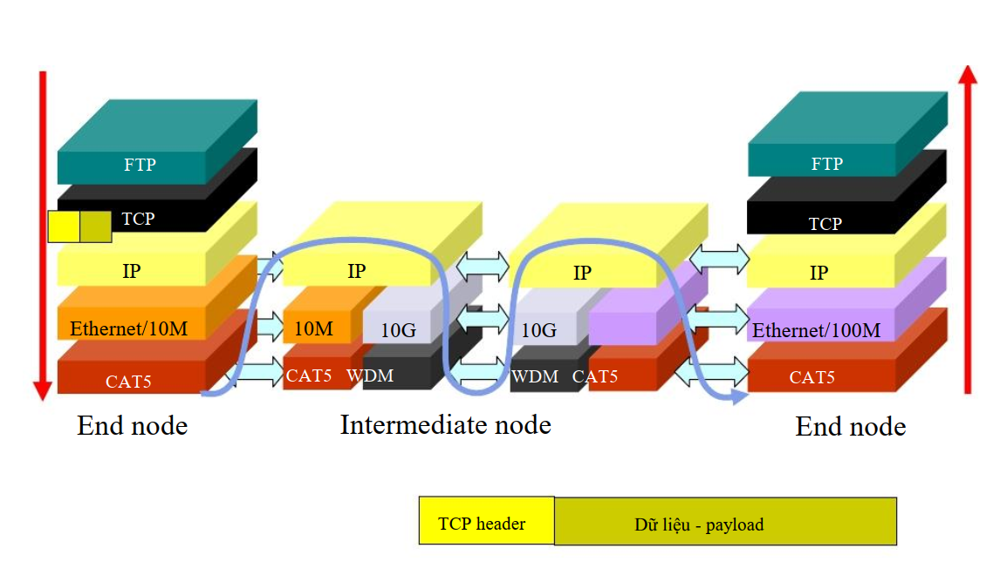 FTP
TCP
IP
Ethernet/10M
CAT5
End node
IP
10M
10G
CAT5
WDM
IP
10G
WDM
CAT5
Intermediate node
FTP
TCP
IP
Ethernet/100M
CAT5
End node
TCP header
Dữ liệu - payload